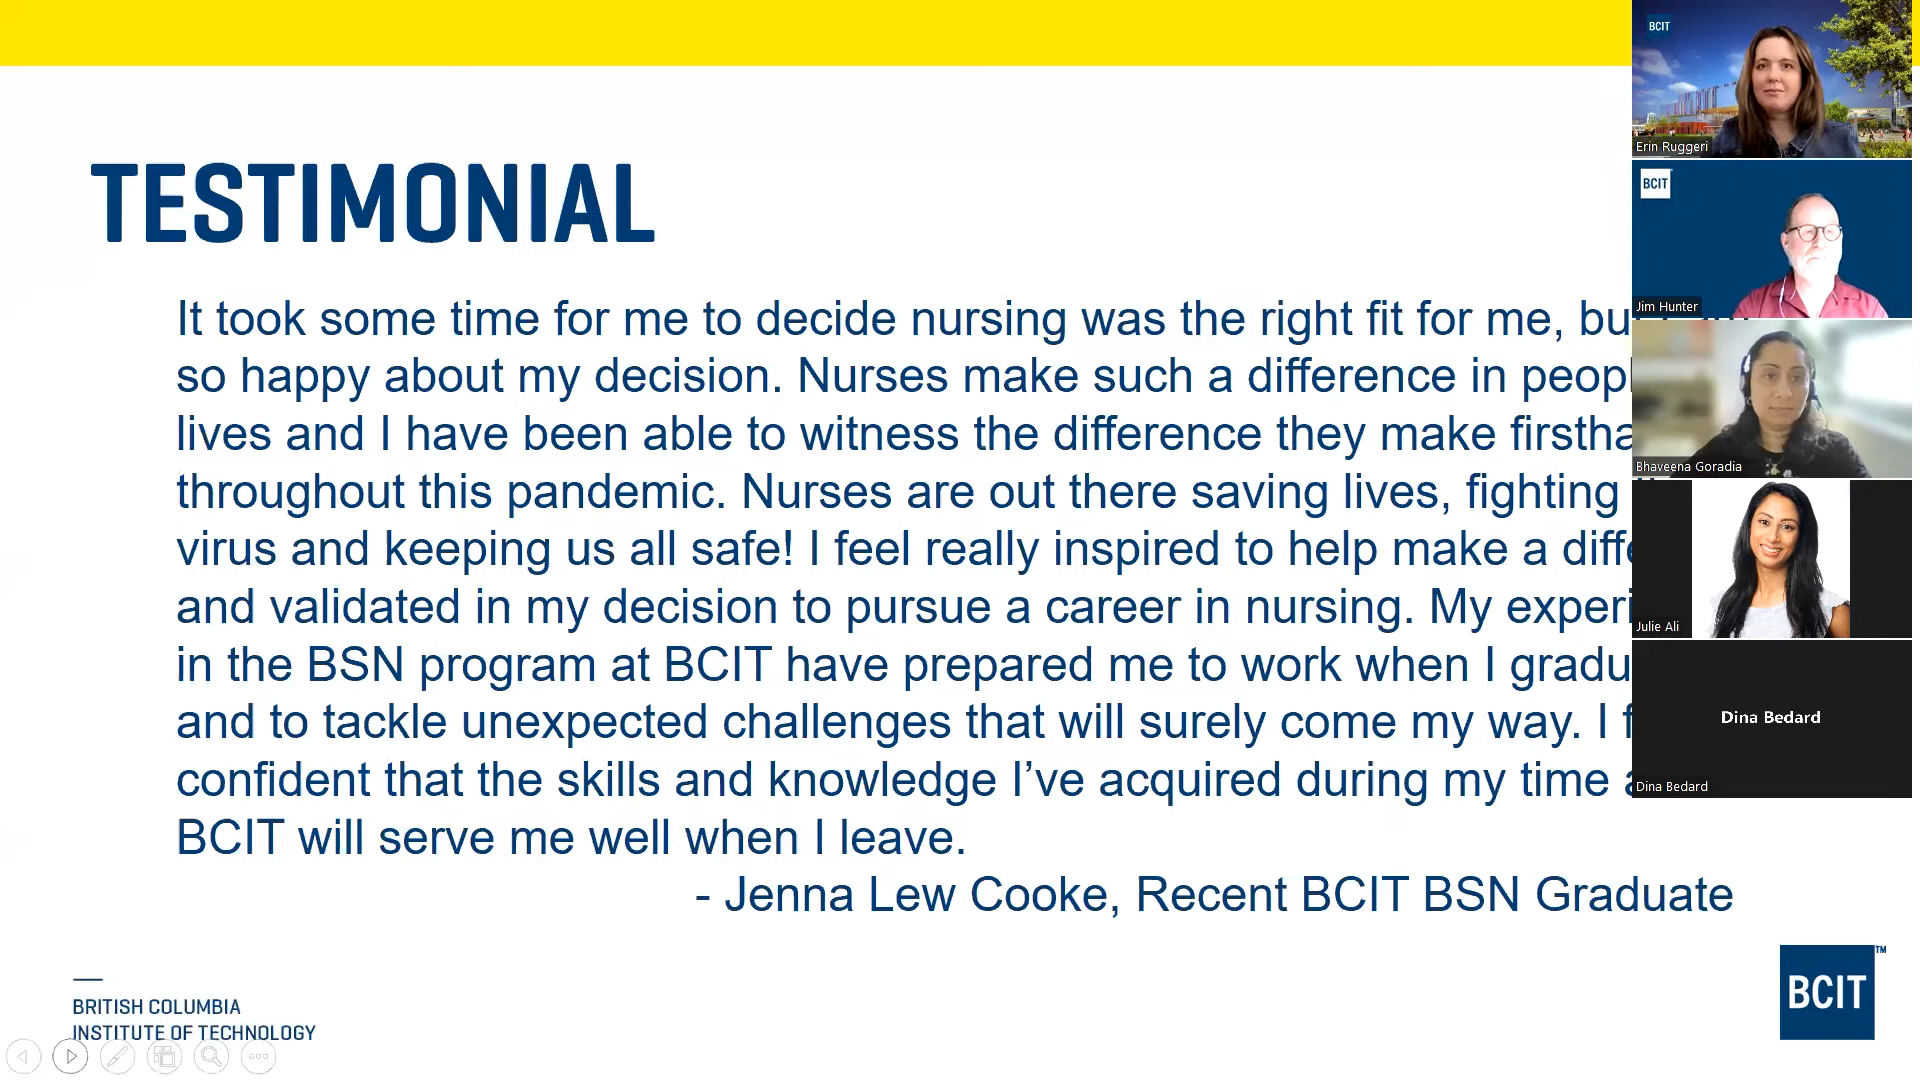 TESTIMONIAL
It took some time for me to decide nursing was the right fit for me,
so happy about my decision. Nurses make such a difference in
lives and I have been able to witness the difference they make
throughout this pandemic. Nurses are out there saving lives, fighting
virus and keeping us all safe! I feel really inspired to help make a
and validated in my decision to pursue a career in nursing. My
in the BSN program at BCIT have prepared me to work when I
and to tackle unexpected challenges that will surely come my way. I
confident that the skills and knowledge I’ve acquired during my time
BCIT will serve me well when I leave.
- Jenna Lew Cooke, Recent BCIT BSN Graduate
BRITISH COLUMBIA
INSTITUTE OF TECHNOLOGY
BCIT
TM
BCIT
Erin Ruggeri
BCIT
Jim Hunter
Bhaveena Goradia
Julie Ali
Dina Bedard
Dina Bedard